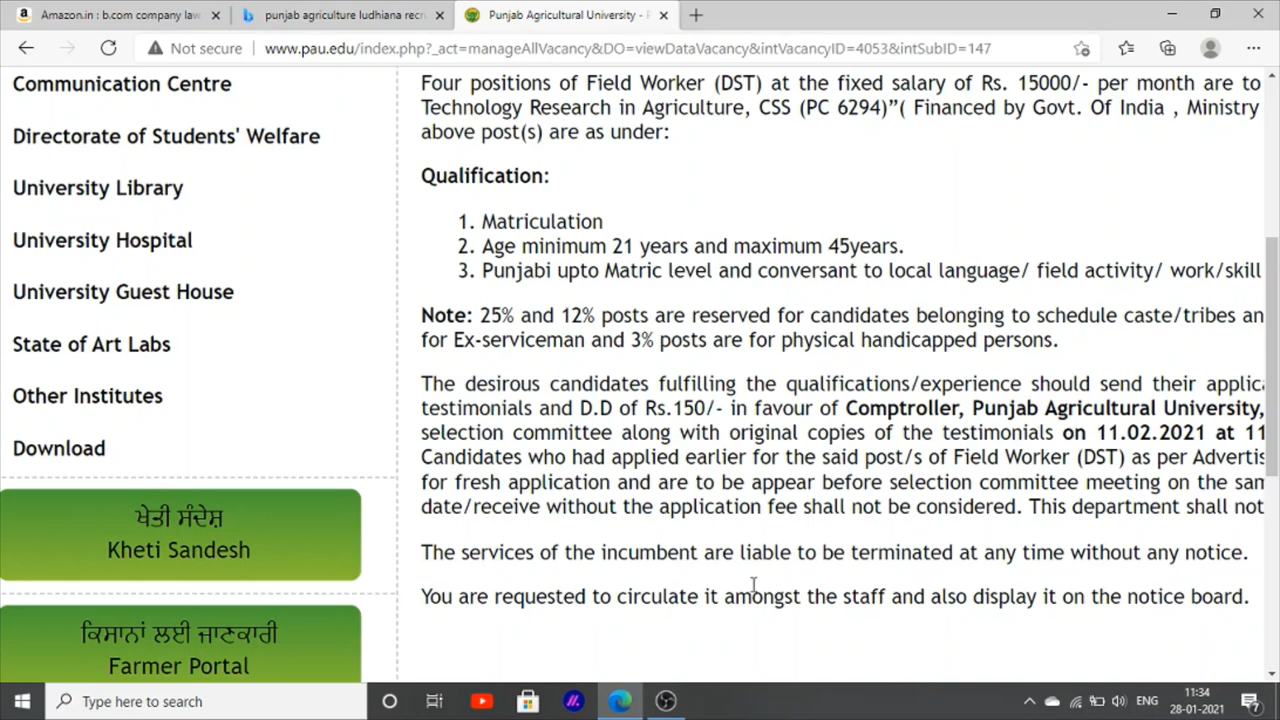 Amazon.in : b.com company law
punjab agriculture ludhiana recr
Punjab Agricultural University -
Not secure
www.pau.edu/index.php?_act=manageAllVacancy&DO=viewDataVacancy&intVacancyID=4053&intSubID=147
Communication Centre
Directorate of Students' Welfare
University Library
University Hospital
University Guest House
State of Art Labs
Other Institutes
Download
ਖੇਤੀ ਸੰਦੇਸ਼
Kheti Sandesh
ਕਿਸਾਨਾਂ ਲਈ ਜਾਣਕਾਰੀ
Farmer Portal
Four positions of Field Worker (DST) at the fixed salary of Rs. 15000/- per month are to
Technology Research in Agriculture, CSS (PC 6294)”( Financed by Govt. Of India , Ministry
above post(s) are as under:
Qualification:
1. Matriculation
2. Age minimum 21 years and maximum 45years.
3. Punjabi upto Matric level and conversant to local language/ field activity/ work/skill
Note: 25% and 12% posts are reserved for candidates belonging to schedule caste/tribes an
for Ex-serviceman and 3% posts are for physical handicapped persons.
The desirous candidates fulfilling the qualifications/experience should send their applic
testimonials and D.D of Rs.150/- in favour of Comptroller, Punjab Agricultural University,
selection committee along with original copies of the testimonials on 11.02.2021 at 11
Candidates who had applied earlier for the said post/s of Field Worker (DST) as per Advertis
for fresh application and are to be appear before selection committee meeting on the sam
date/receive without the application fee shall not be considered. This department shall not
The services of the incumbent are liable to be terminated at any time without any notice.
You are requested to circulate it amongst the staff and also display it on the notice board.
Type here to search
ENG
11:34
28-01-2021
7